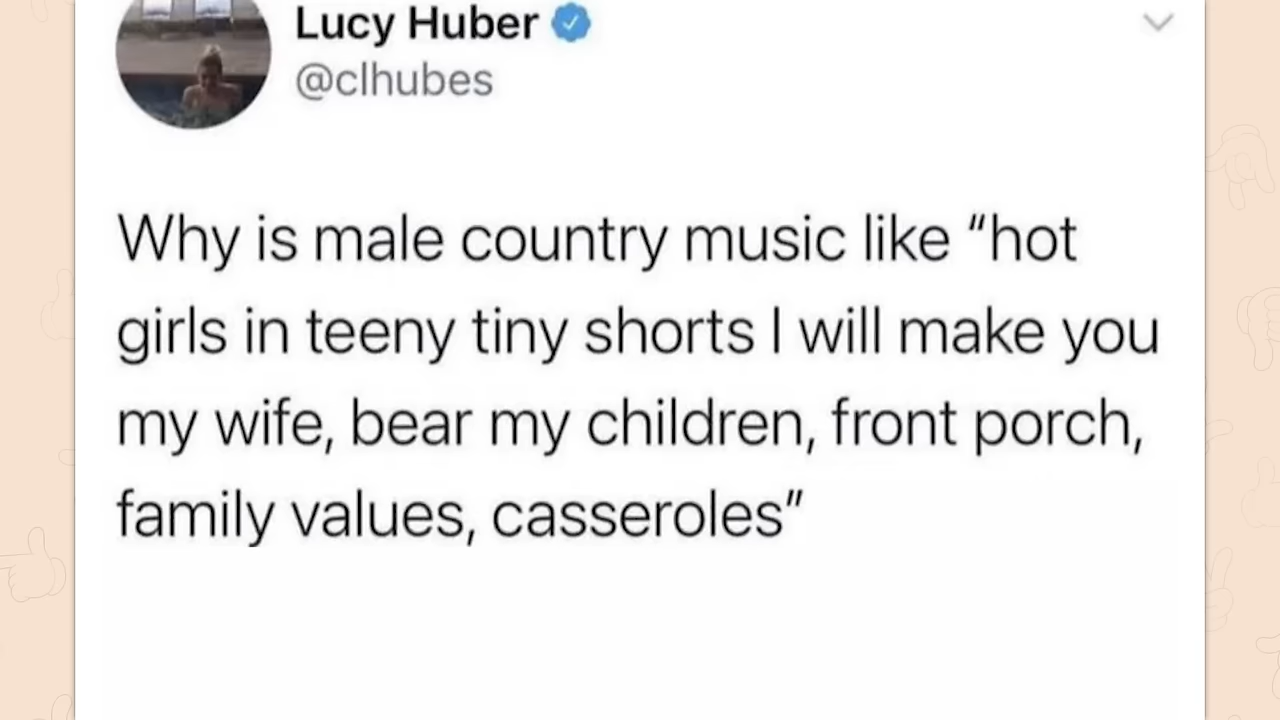 Lucy Huber
@clhubes
Why is male country music like “hot
girls in teeny tiny shorts I will make you
my wife, bear my children, front porch,
family values, casseroles”